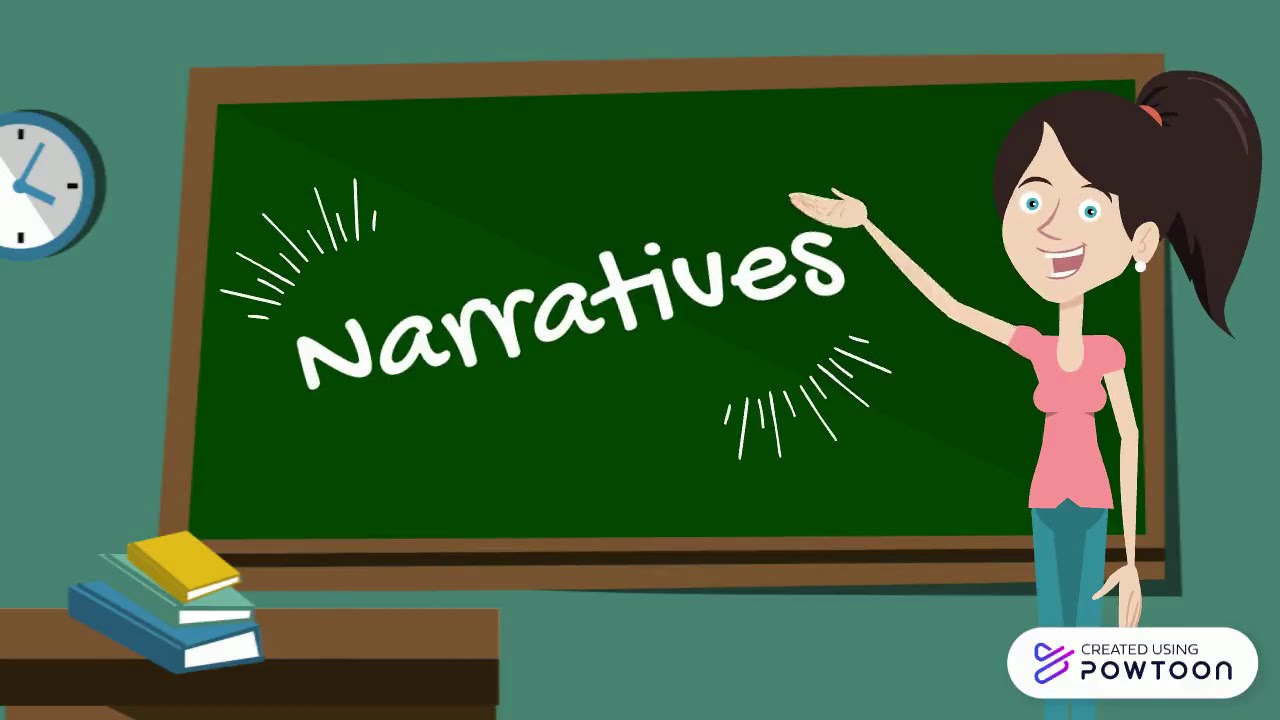 Narratives
CREATED USING
POWTOON